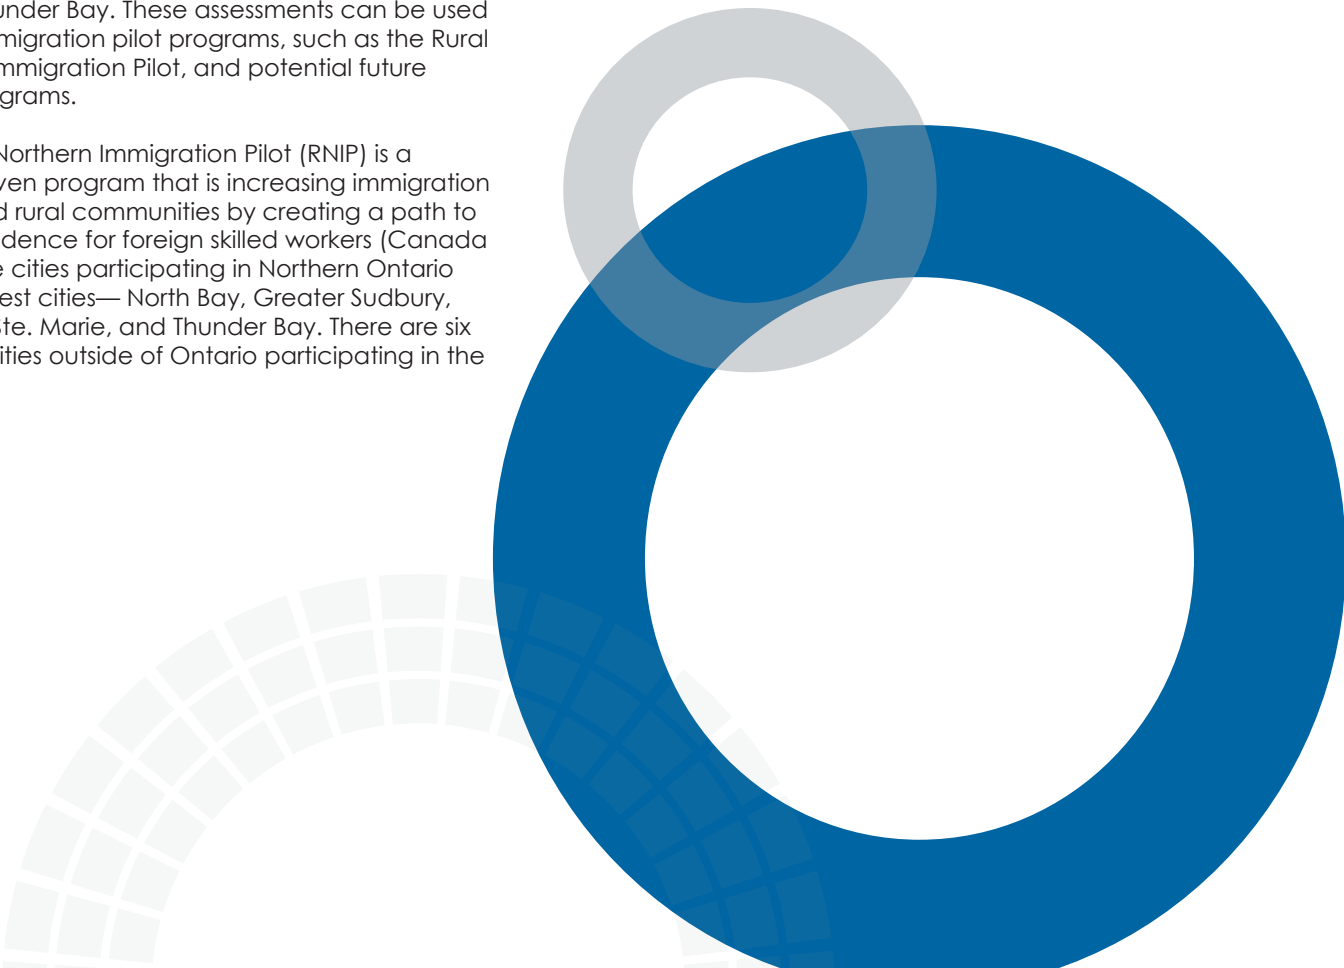 under Bay. These assessments can be used
migration pilot programs, such as the Rural
mmigration Pilot, and potential future
grams.
Northern Immigration Pilot (RNIP) is a
ven program that is increasing immigration
d rural communities by creating a path to
dence for foreign skilled workers (Canada
e cities participating in Northern Ontario
est cities— North Bay, Greater Sudbury,
Ste. Marie, and Thunder Bay. There are six
ities outside of Ontario participating in the